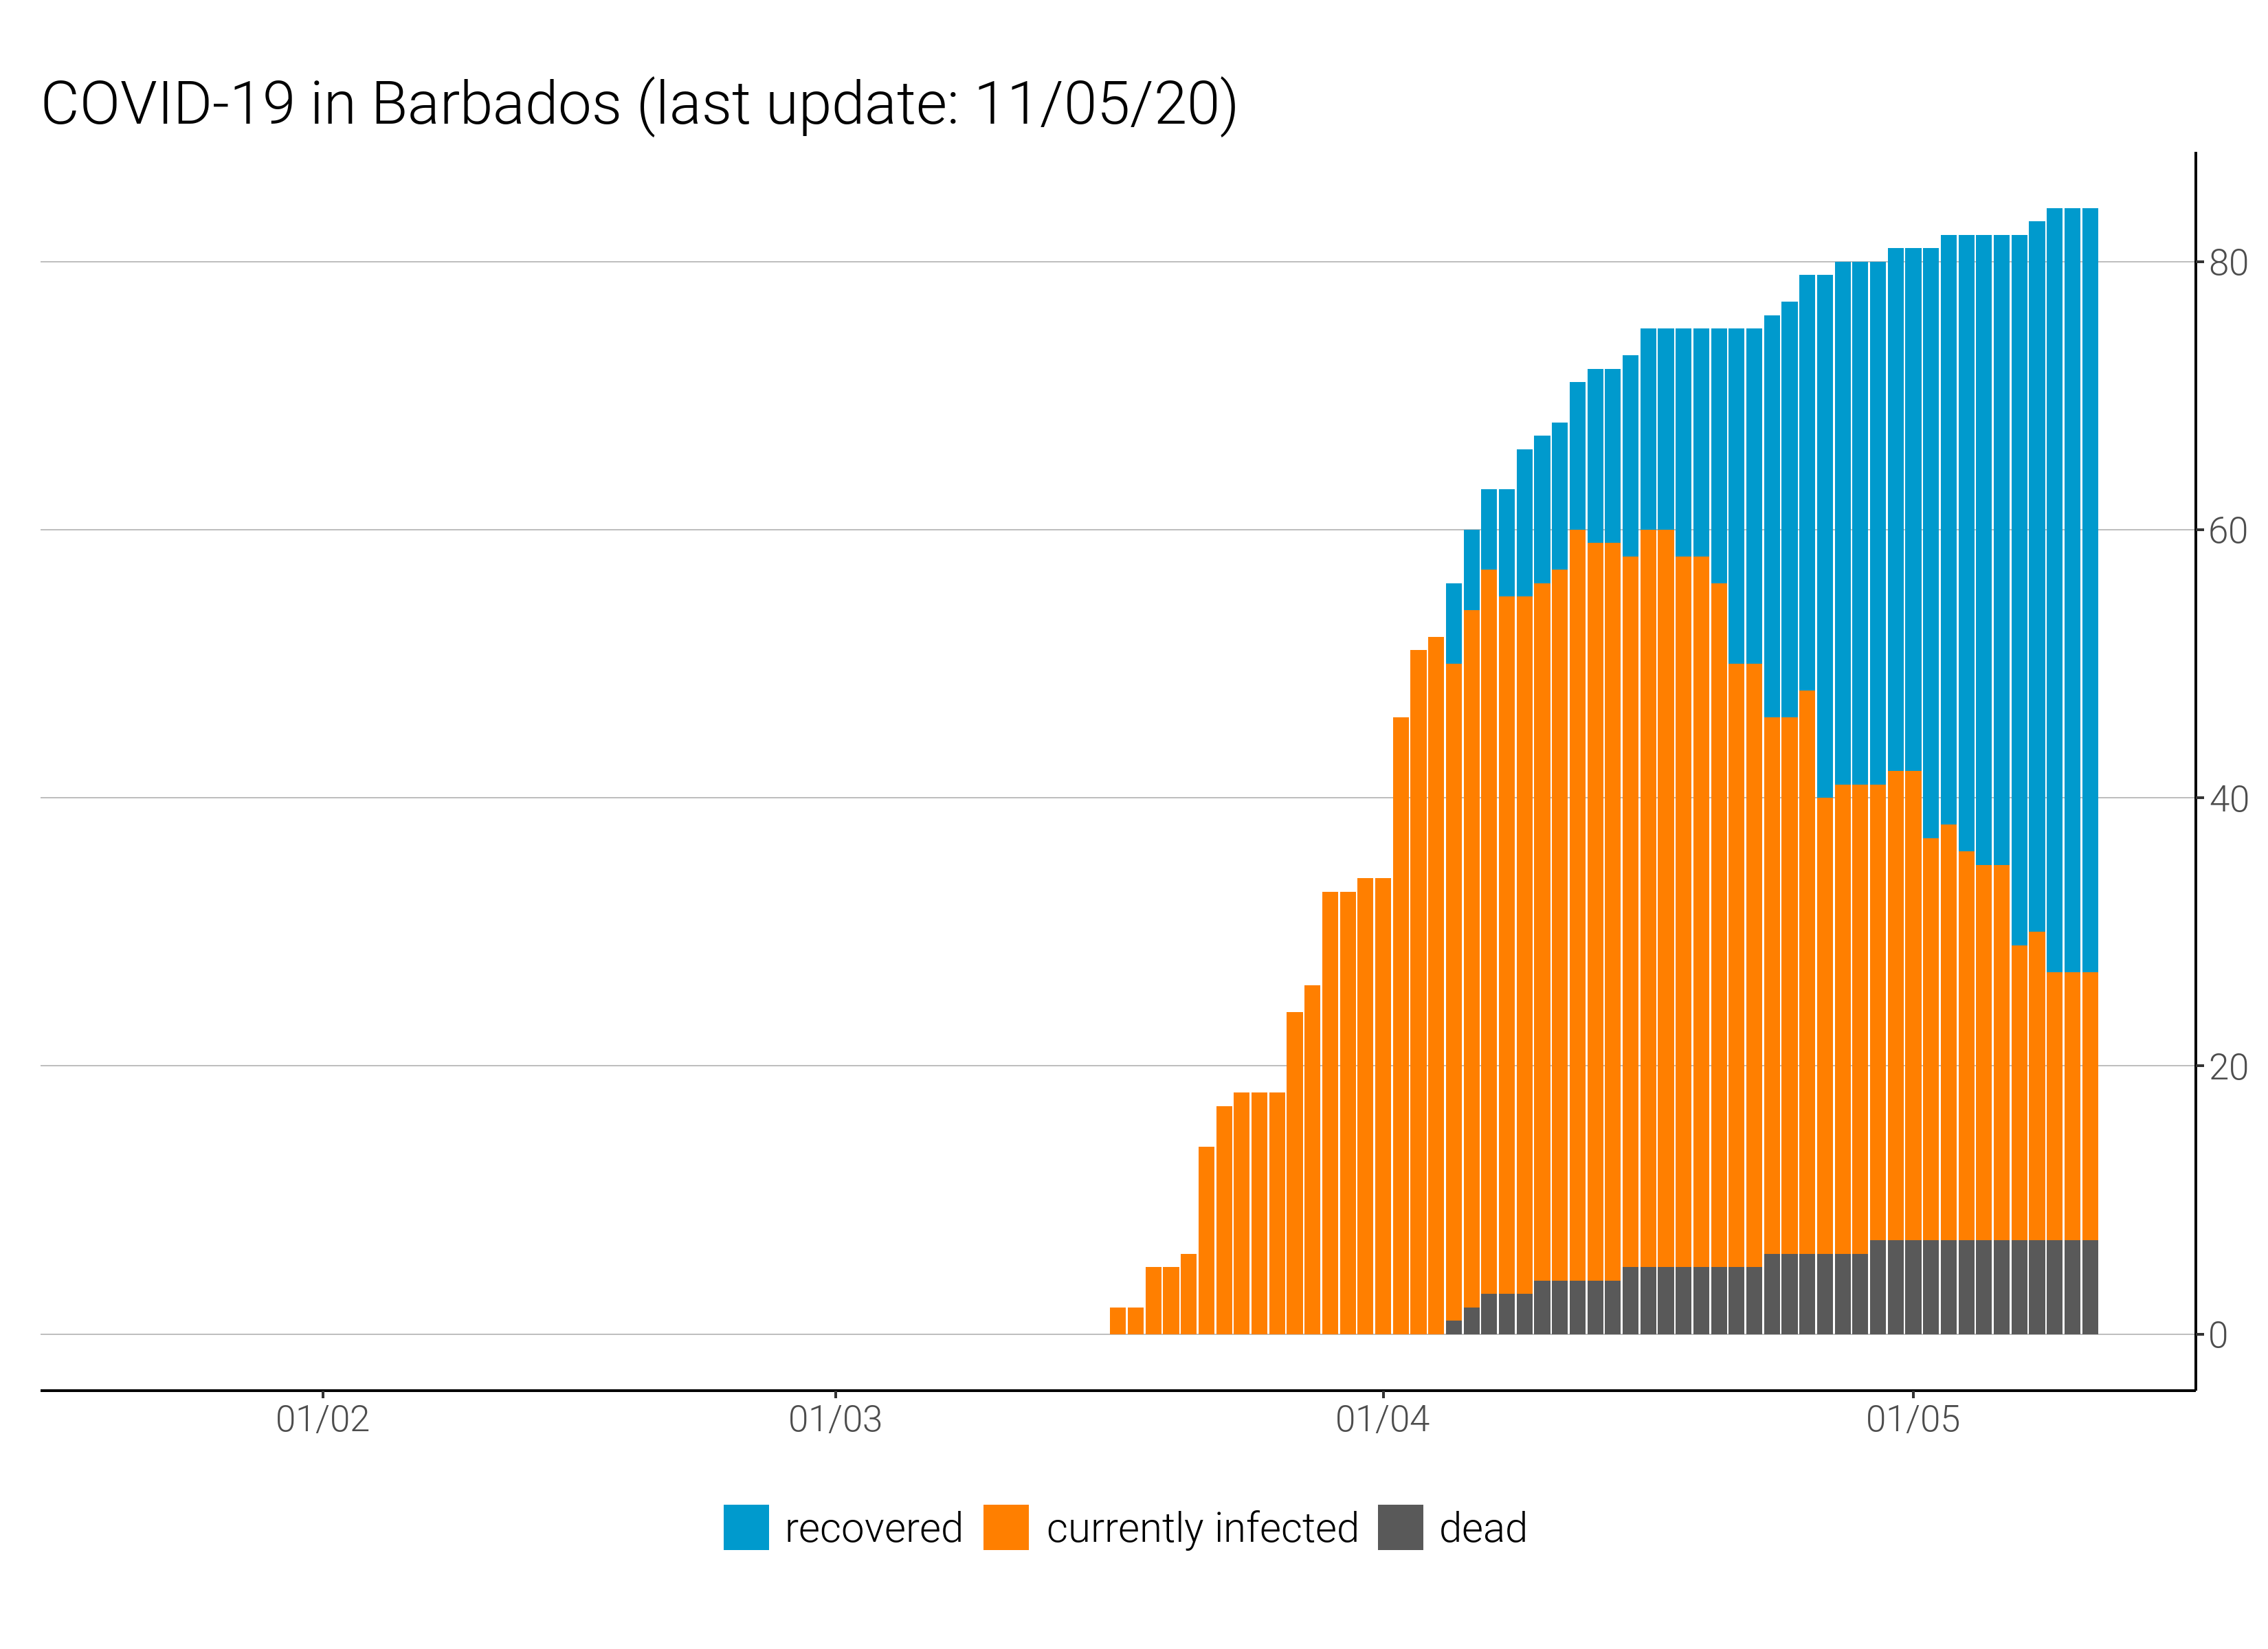 COVID-19 in Barbados (last update: 11/05/20)
80
60
40
20
0
01/02 01/03 01/04 01/05
recovered currently infected dead